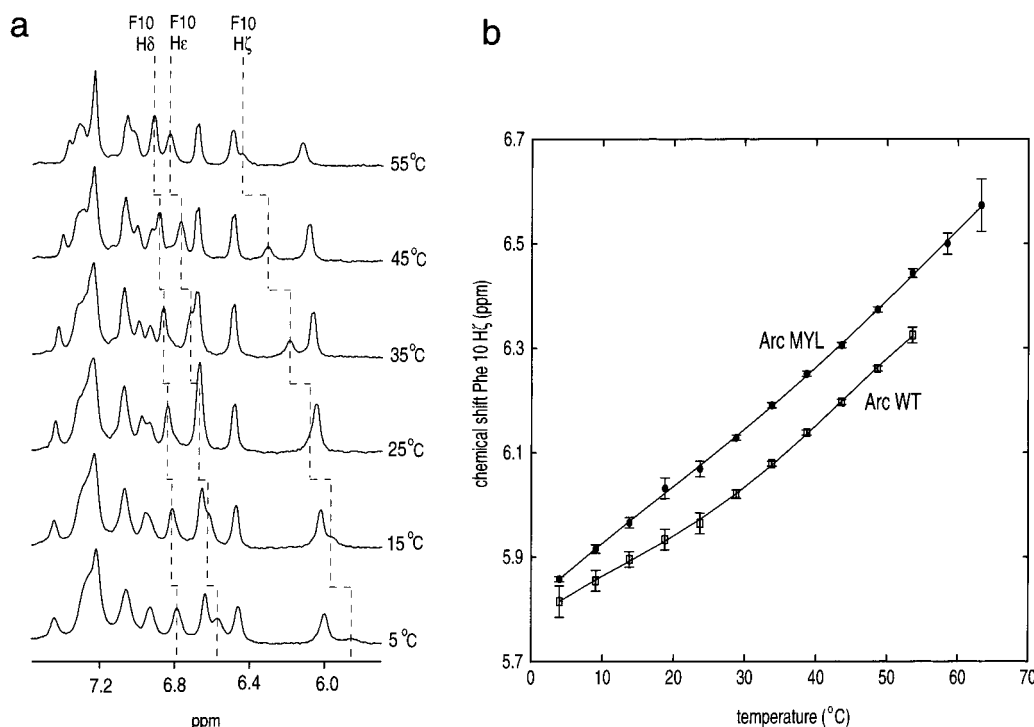 a
F10 F10 F10
Hδ Hε Hζ
55°C
45°C
35°C
25°C
15°C
5°C
7.2 6.8 6.4 6.0
ppm
b
6.7
6.5
6.3
6.1
5.9
5.7
chemical shift Phe 10 Hζ (ppm)
Arc MYL
Arc WT
0 10 20 30 40 50 60 70
temperature (°C)